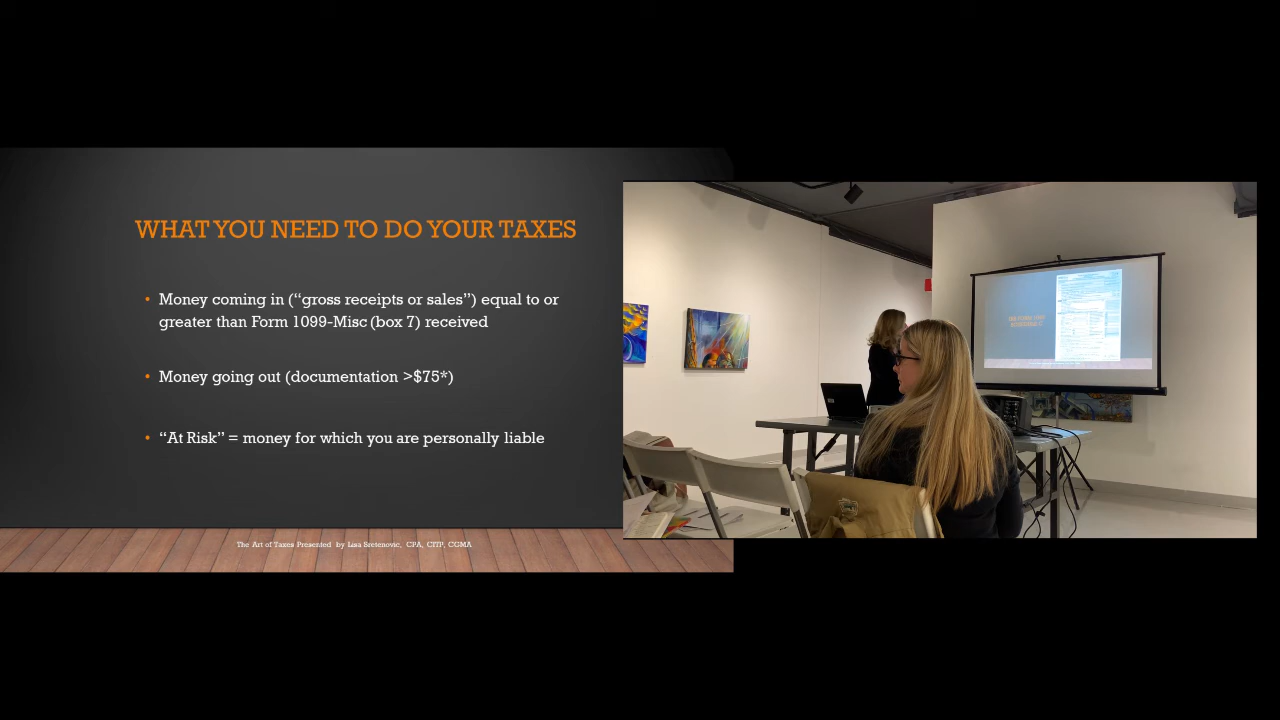 WHAT YOU NEED TO DO YOUR TAXES
• Money coming in (“gross receipts or sales”) equal to or
greater than Form 1099-Misc (box 7) received
• Money going out (documentation >$75*)
• “At Risk” = money for which you are personally liable
The Art of Taxes Presented by Lisa Sretenovic, CPA, CITP, CGMA